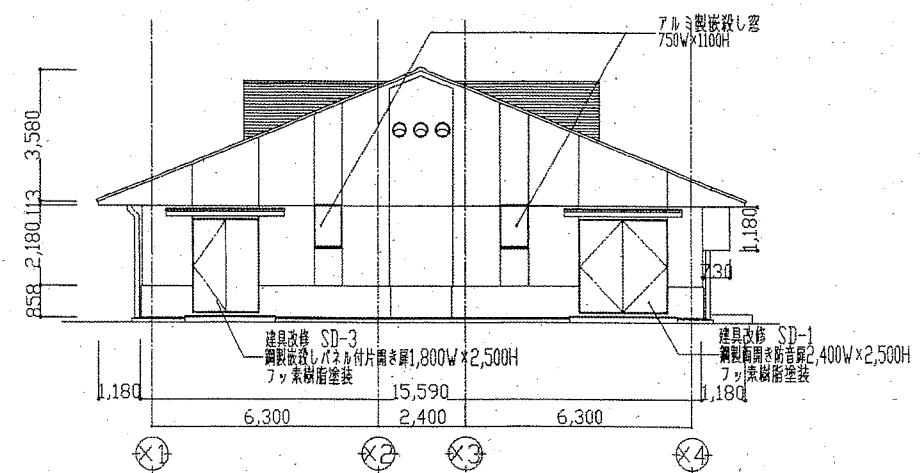 アルミ製嵌殺し窓
750W×1100H
3,580
113
2,180
858
1,180
730
建具改修 SD-3
鋼製嵌殺しパネル付片開き扉1,800W×2,500H
フッ素樹脂塗装
建具改修 SD-1
鋼製両開き防音扉2,400W×2,500H
フッ素樹脂塗装
1,180
15,590
1,180
6,300
2,400
6,300
X1
X2
X3
X4